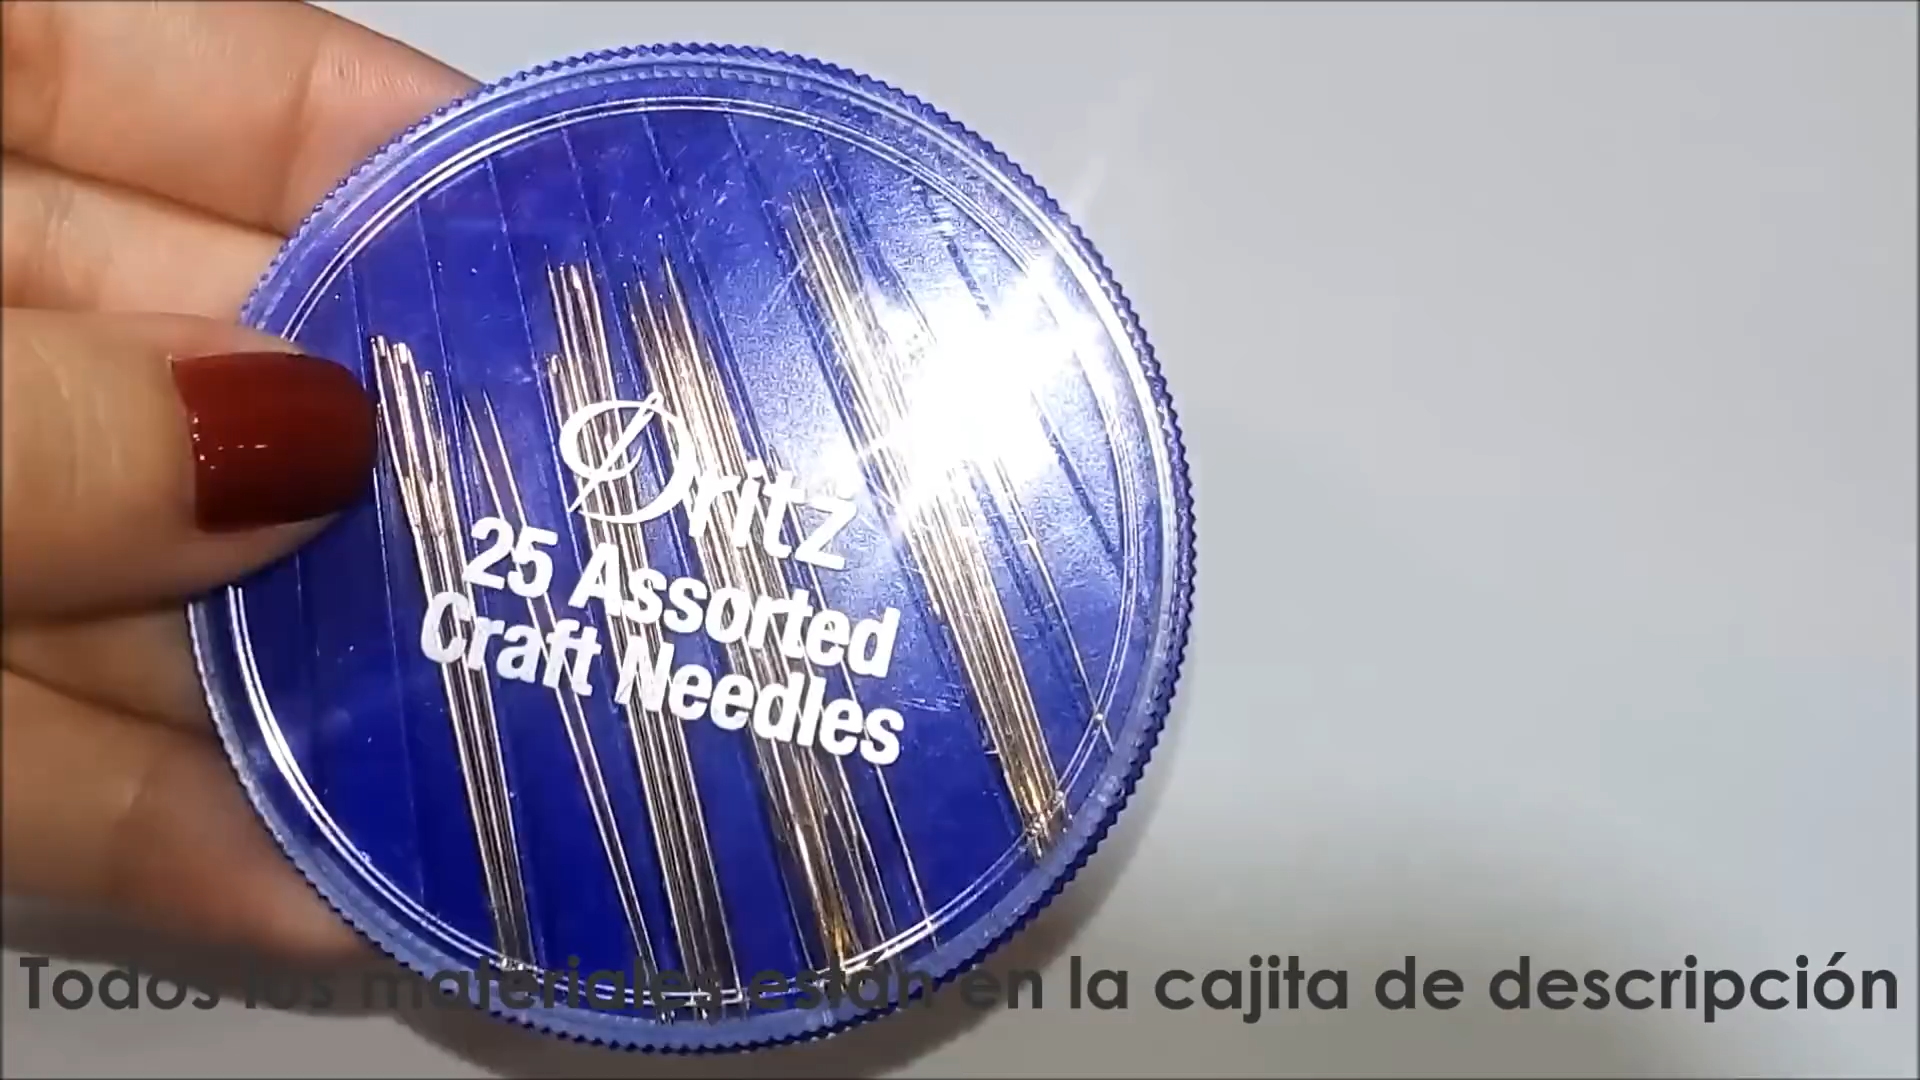 Dritz
25 Assorted
Craft Needles
Todos los materiales están en la cajita de descripción